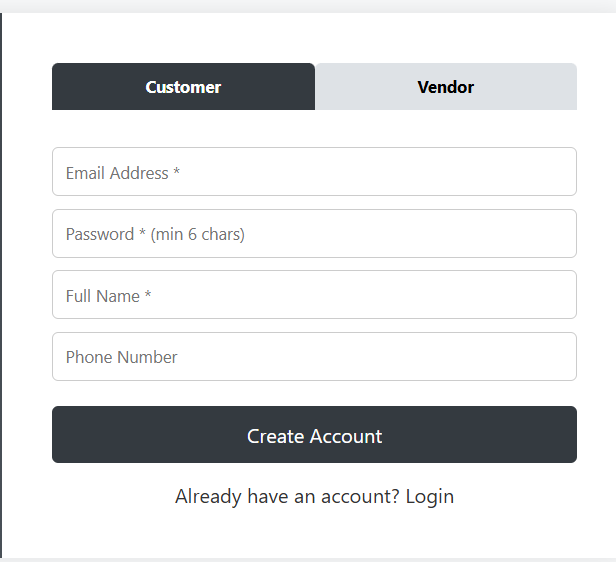 Customer Vendor
Email Address *
Password * (min 6 chars)
Full Name *
Phone Number
Create Account
Already have an account? Login